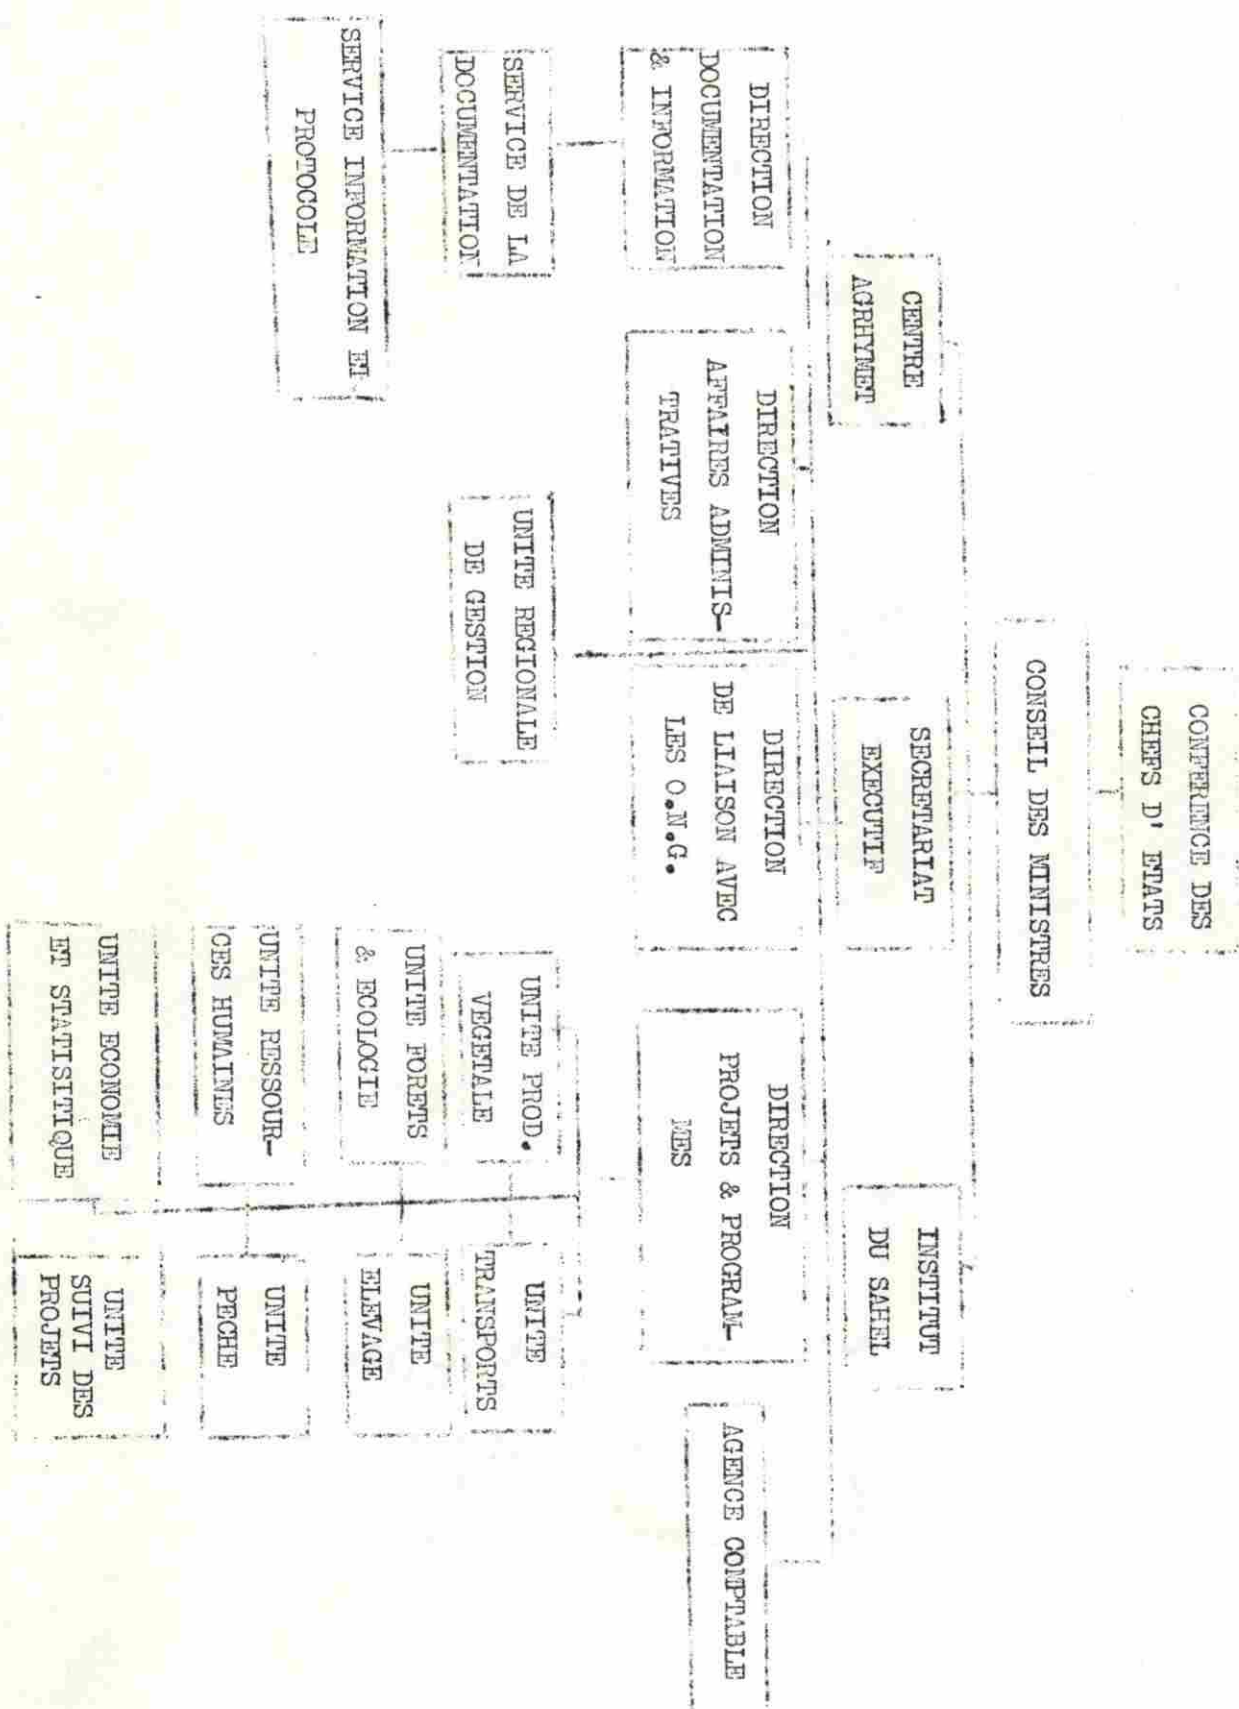 CONFERENCE DES
CHEFS D' ETATS
CONSEIL DES MINISTRES
CENTRE
AGRHYMET
SECRETARIAT
EXECUTIF
INSTITUT
DU SAHEL
DIRECTION
DOCUMENTATION
& INFORMATION
DIRECTION
AFFAIRES ADMINIS-
TRATIVES
DIRECTION
DE LIAISON AVEC
LES O.N.G.
DIRECTION
PROJETS & PROGRAM-
MES
AGENCE COMPTABLE
SERVICE DE LA
DOCUMENTATION
UNITE REGIONALE
DE GESTION
UNITE PROD.
VEGETALE
UNITE
TRANSPORTS
SERVICE INFORMATION ET
PROTOCOLE
UNITE FORETS
& ECOLOGIE
UNITE
ELEVAGE
UNITE RESSOUR-
CES HUMAINES
UNITE
PECHE
UNITE ECONOMIE
ET STATISITIQUE
UNITE
SUIVI DES
PROJETS